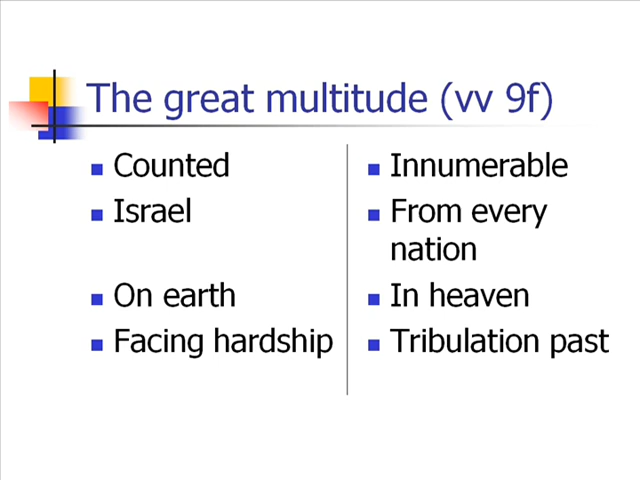 The great multitude (vv 9f)
Counted
Israel
On earth
Facing hardship
Innumerable
From every
nation
In heaven
Tribulation past